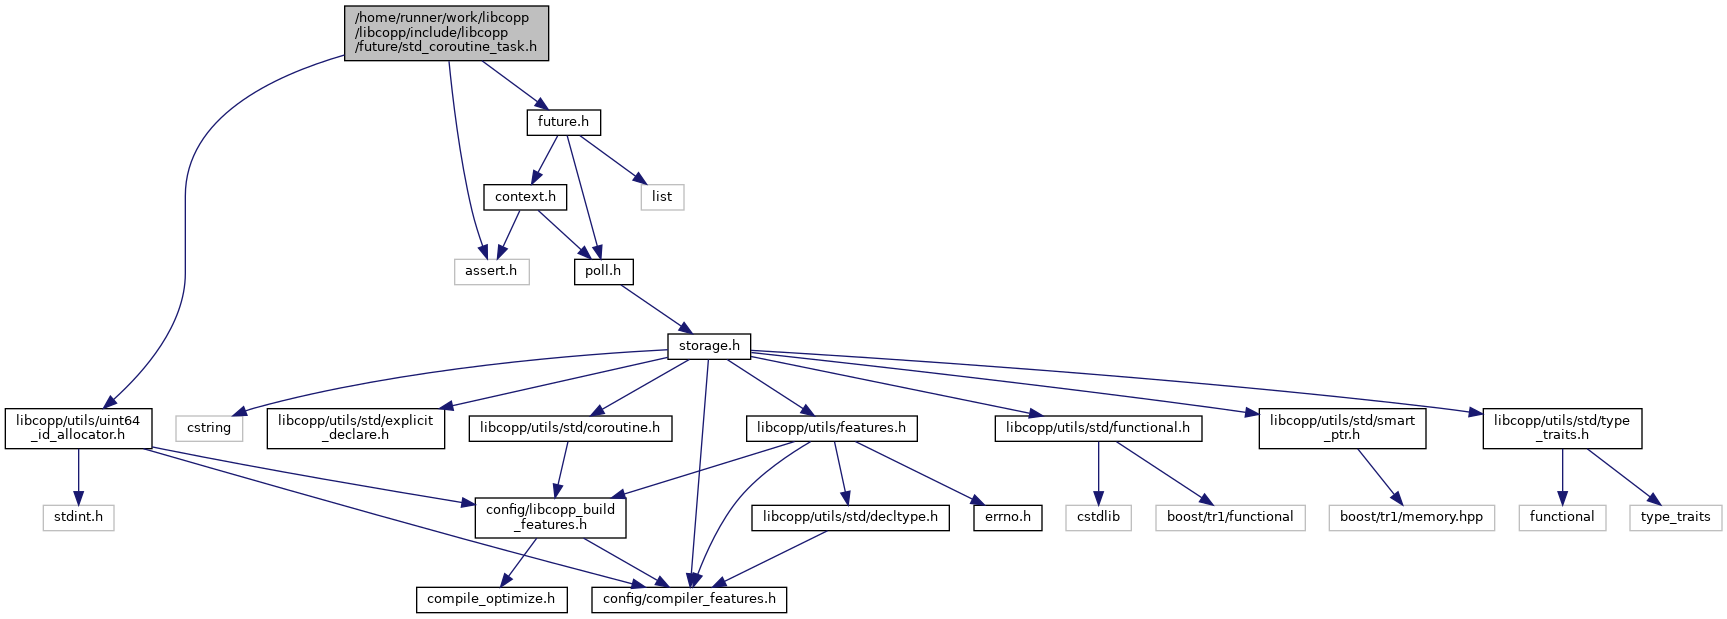 /home/runner/work/libcopp
/libcopp/include/libcopp
/future/std_coroutine_task.h
future.h
context.h
list
assert.h
poll.h
storage.h
libcopp/utils/uint64
_id_allocator.h
cstring
libcopp/utils/std/explicit
_declare.h
libcopp/utils/std/coroutine.h
libcopp/utils/features.h
libcopp/utils/std/functional.h
libcopp/utils/std/smart
_ptr.h
libcopp/utils/std/type
_traits.h
stdint.h
config/libcopp_build
_features.h
libcopp/utils/std/decltype.h
errno.h
cstdlib
boost/tr1/functional
boost/tr1/memory.hpp
functional
type_traits
compile_optimize.h
config/compiler_features.h